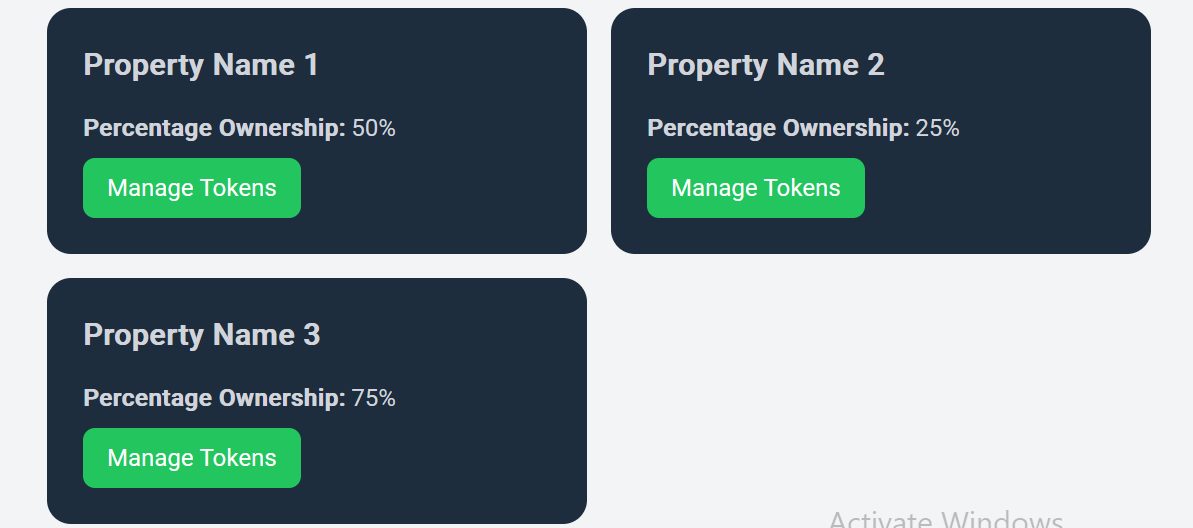 Property Name 1
Percentage Ownership: 50%
Manage Tokens
Property Name 2
Percentage Ownership: 25%
Manage Tokens
Property Name 3
Percentage Ownership: 75%
Manage Tokens
Activate Windows